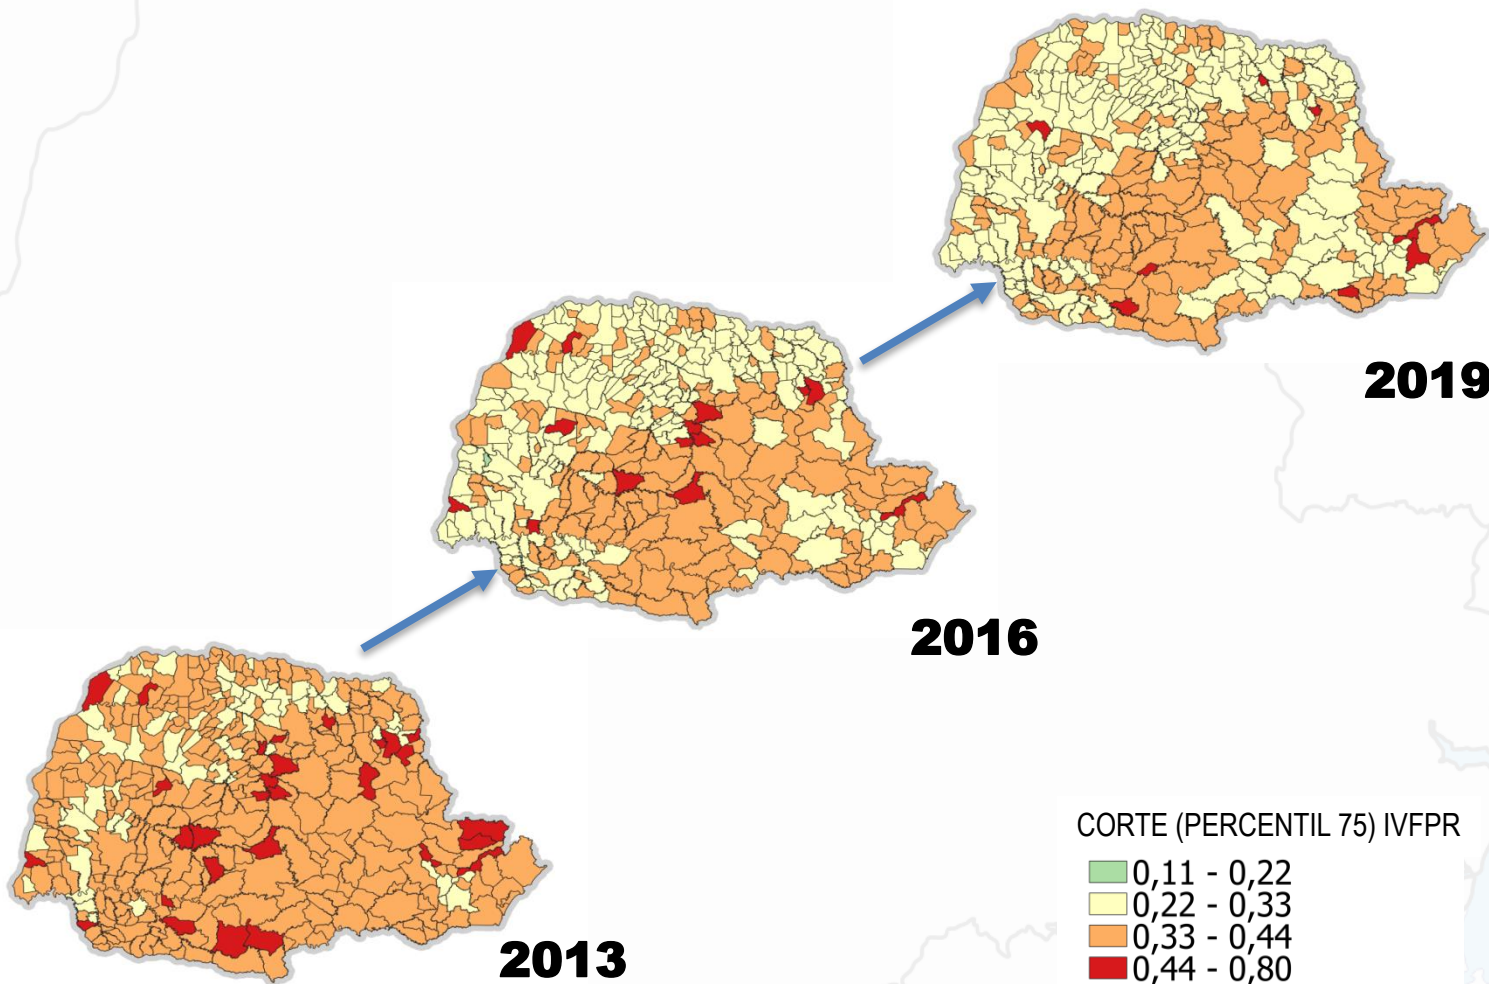 2019
2016
2013
CORTE (PERCENTIL 75) IVFPR
0,11 - 0,22
0,22 - 0,33
0,33 - 0,44
0,44 - 0,80